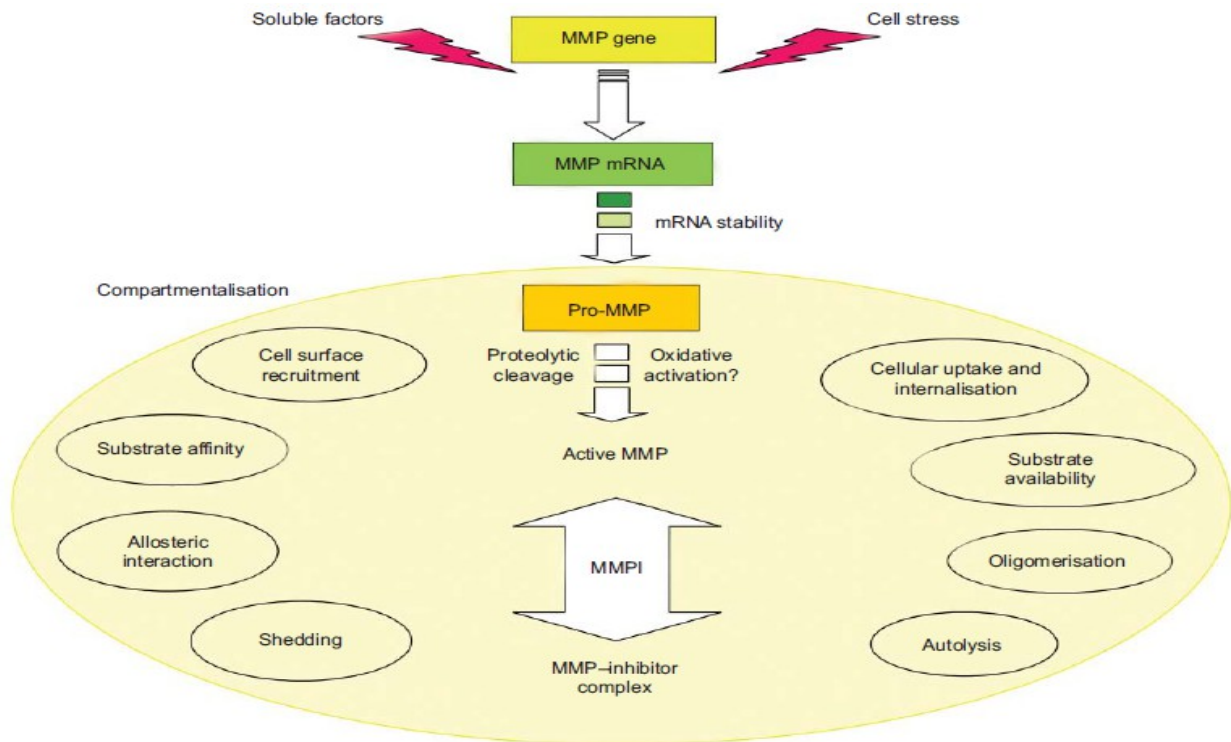 Soluble factors
MMP gene
Cell stress
MMP mRNA
mRNA stability
Compartmentalisation
Pro-MMP
Cell surface
recruitment
Proteolytic
cleavage
Oxidative
activation?
Cellular uptake and
internalisation
Substrate affinity
Active MMP
Substrate
availability
Allosteric
interaction
MMPI
Oligomerisation
Shedding
MMP–inhibitor
complex
Autolysis